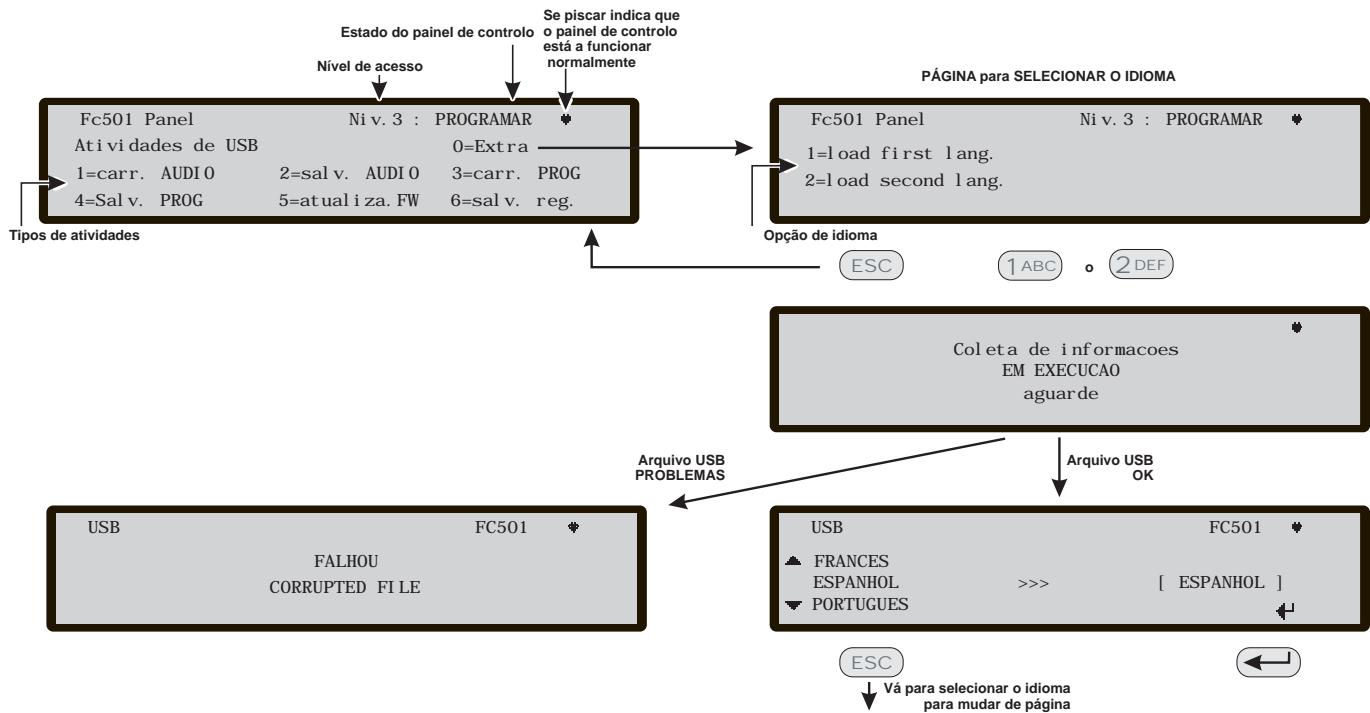 Estado do painel de controlo
Se piscar indica que
o painel de controlo
está a funcionar
normalmente
Nível de acesso
Fc501 Panel Niv.3 : PROGRAMAR
Atividades de USB 0=Extra
1=carr. AUDIO 2=salv. AUDIO 3=carr. PROG
4=Salv. PROG 5=atualiza.FW 6=salv. reg.
Tipos de atividades
PÁGINA para SELECIONAR O IDIOMA
Fc501 Panel Niv.3 : PROGRAMAR
1=load first lang.
2=load second lang.
Opção de idioma
ESC 1 ABC o 2 DEF
Coleta de informacoes
EM EXECUCAO
aguarde
Arquivo USB
PROBLEMAS
Arquivo USB
OK
USB FC501
FALHOU
CORRUPTED FILE
USB FC501
FRANCES
ESPANHOL >>> [ ESPANHOL ]
PORTUGUES
ESC
Vá para selecionar o idioma
para mudar de página